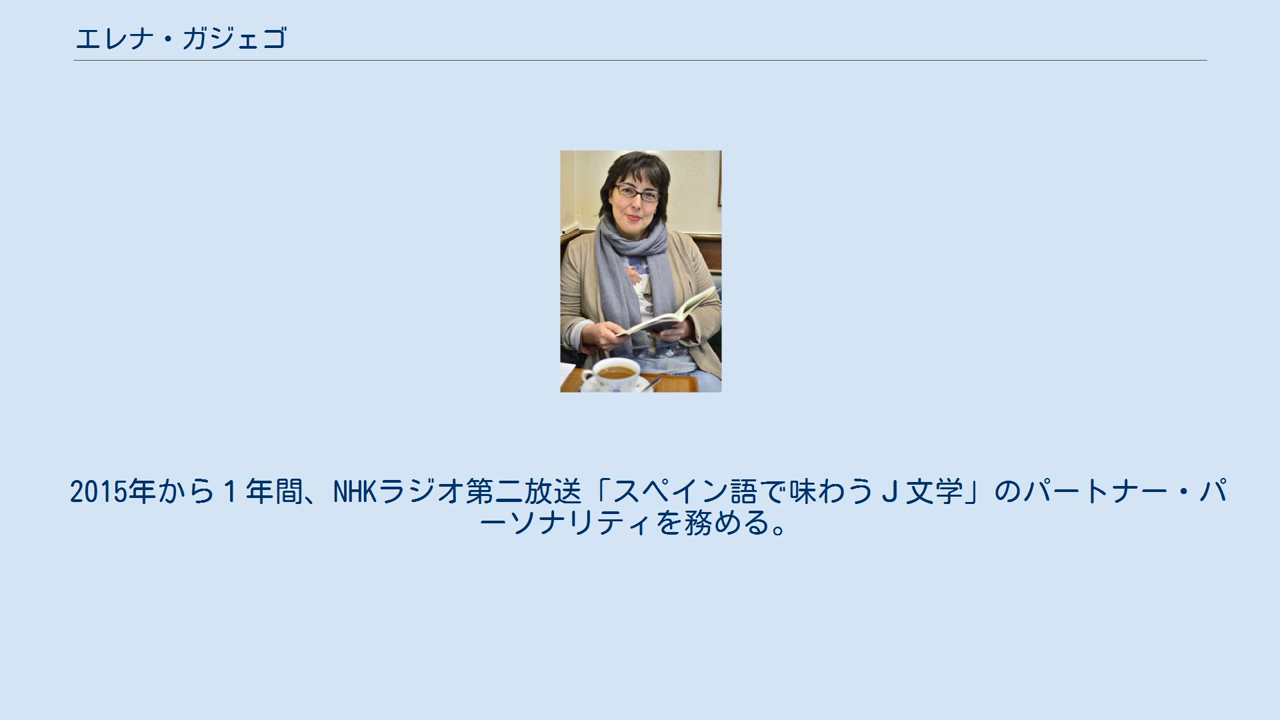 エレナ・ガジェゴ
2015年から１年間、NHKラジオ第二放送「スペイン語で味わうＪ文学」のパートナー・パ
ーソナリティを務める。